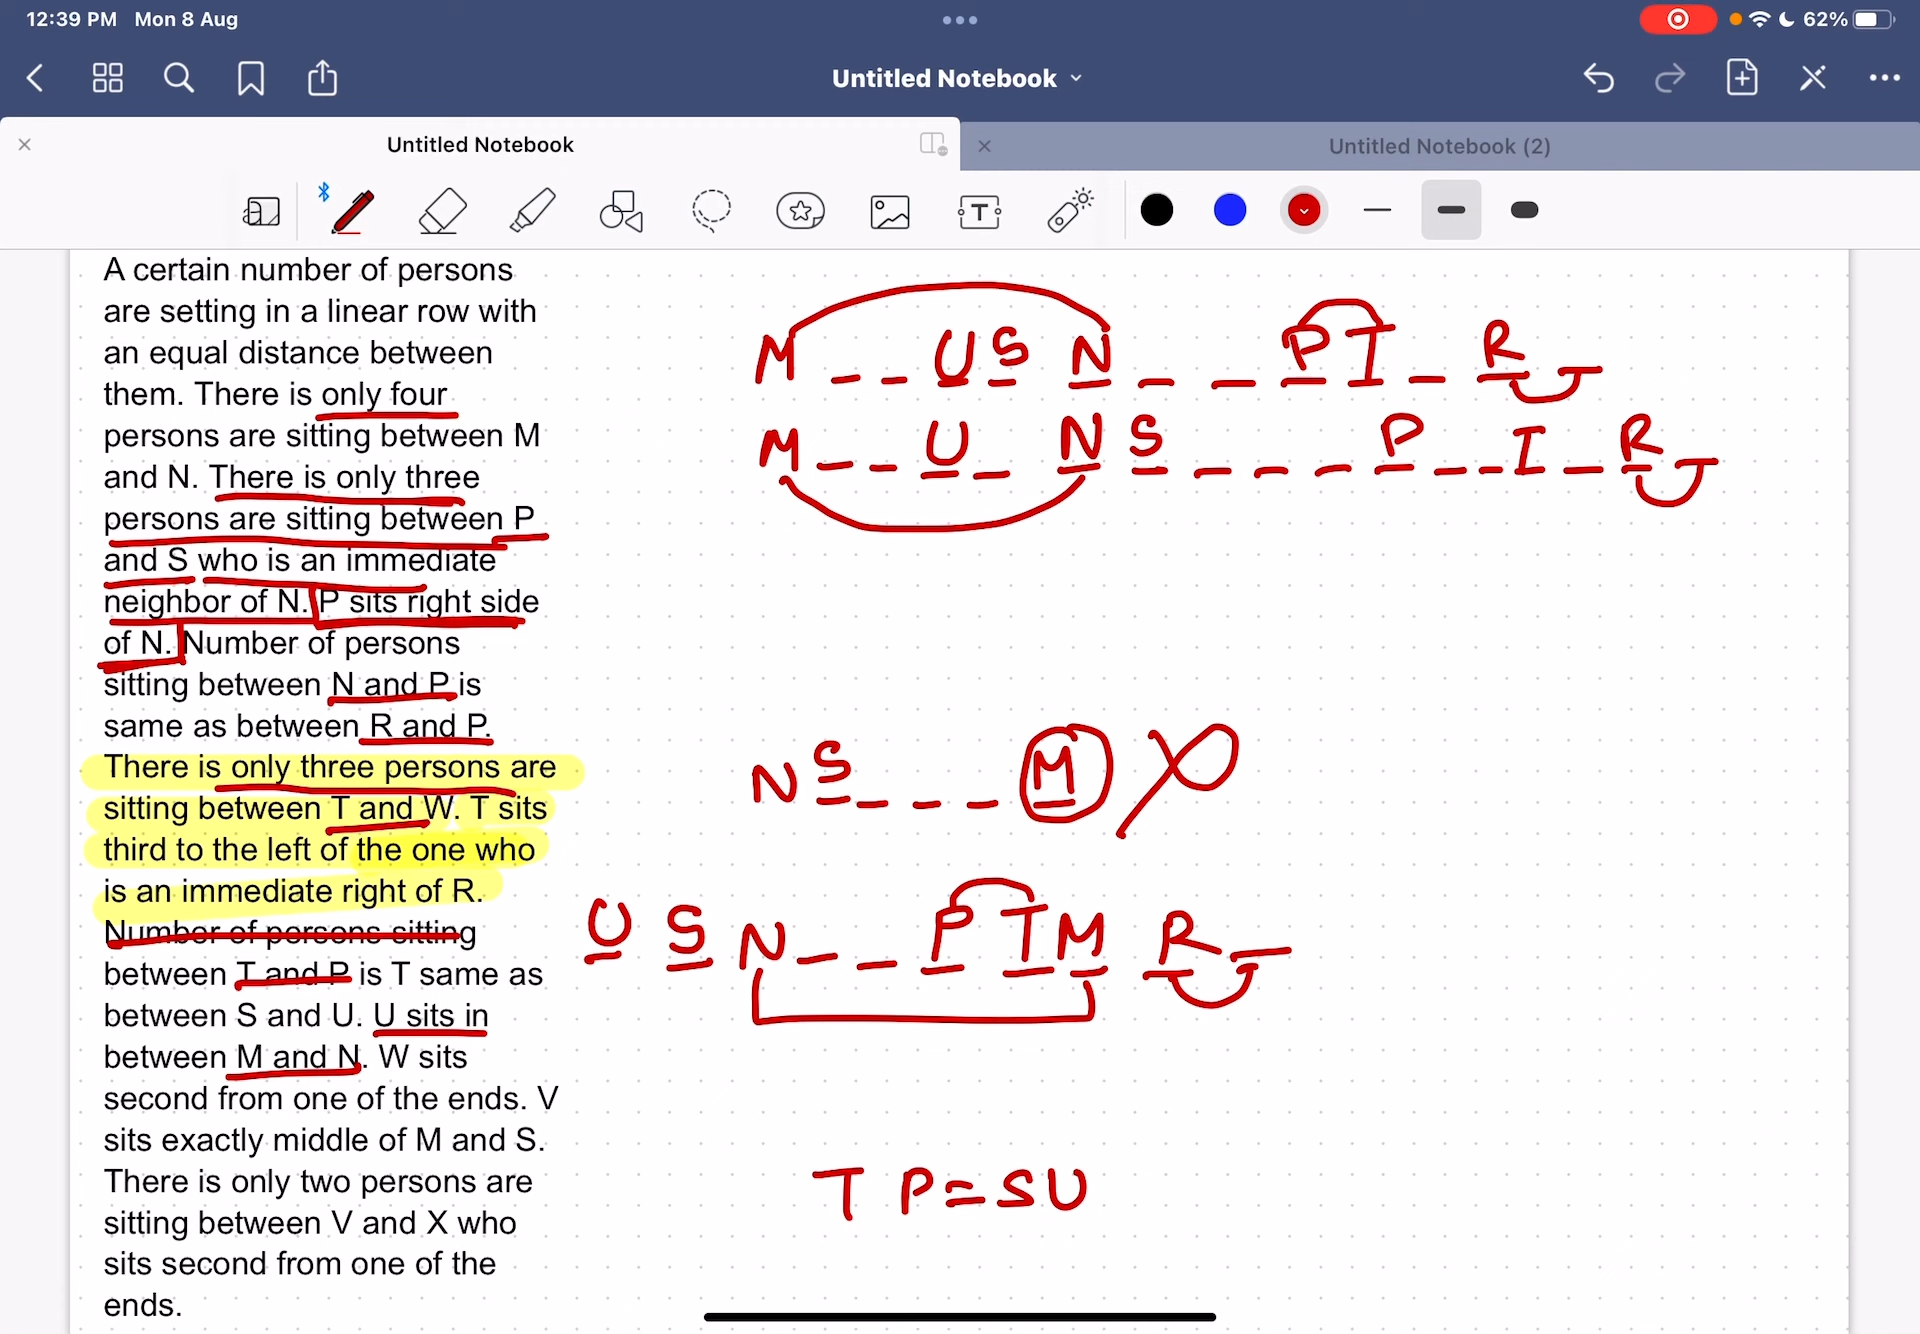 12:39 PM Mon 8 Aug
62%
Untitled Notebook
Untitled Notebook
Untitled Notebook (2)
A certain number of persons
are setting in a linear row with
an equal distance between
them. There is only four
persons are sitting between M
and N. There is only three
persons are sitting between P
and S who is an immediate
neighbor of N. P sits right side
of N. Number of persons
sitting between N and P is
same as between R and P.
There is only three persons are
sitting between T and W. T sits
third to the left of the one who
is an immediate right of R.
Number of persons sitting
between T and P is T same as
between S and U. U sits in
between M and N. W sits
second from one of the ends. V
sits exactly middle of M and S.
There is only two persons are
sitting between V and X who
sits second from one of the
ends.
M _ _ U S N _ _ P T _ R _
M _ _ U _ N S _ _ _ P _ _ T _ R _
N S _ _ _ M
U S N _ _ P T M R _
T P = S U